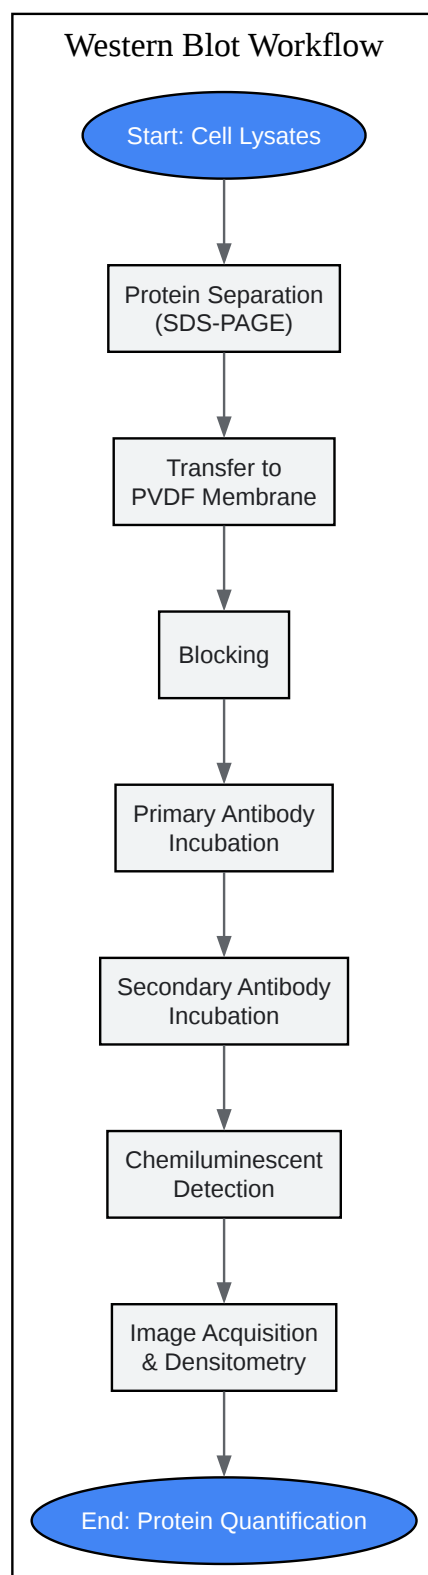 Western Blot Workflow
Start: Cell Lysates
Protein Separation
(SDS-PAGE)
Transfer to
PVDF Membrane
Blocking
Primary Antibody
Incubation
Secondary Antibody
Incubation
Chemiluminescent
Detection
Image Acquisition
& Densitometry
End: Protein Quantification